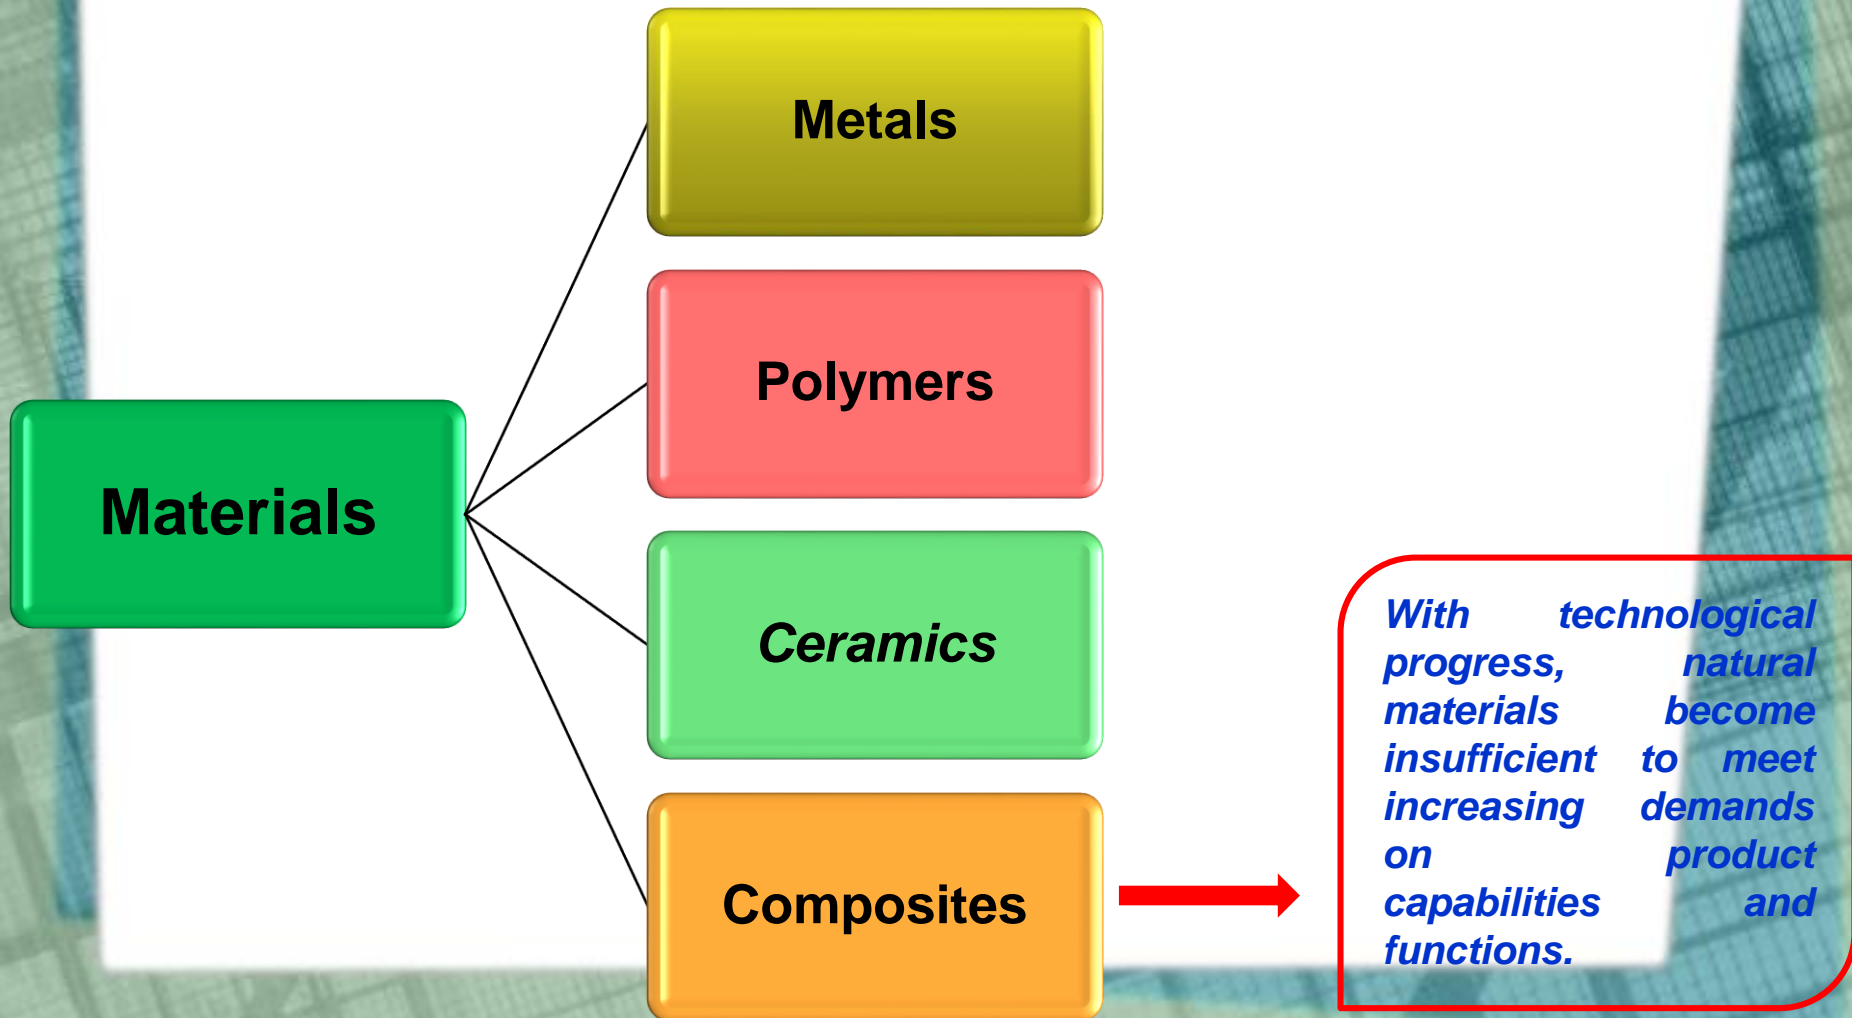 Metals
Polymers
Materials
Ceramics
Composites
With technological
progress, natural
materials become
insufficient to meet
increasing demands
on product
capabilities and
functions.